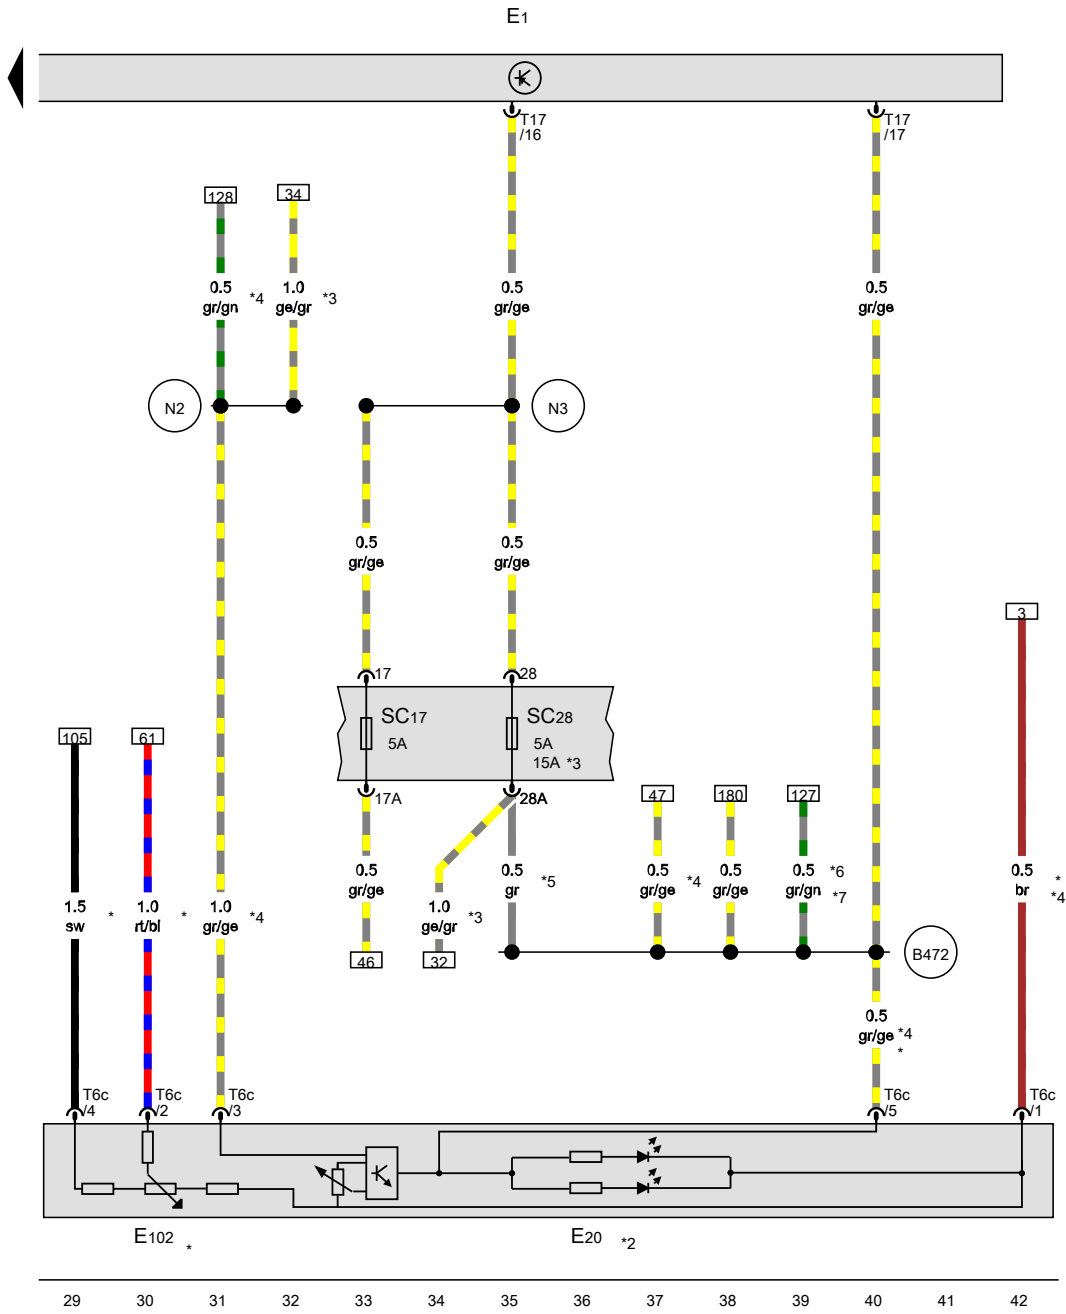 E1
T17
/16
T17
/17
128
34
0.5
gr/gn
*4
1.0
ge/gr
*3
0.5
gr/ge
0.5
gr/ge
N2
N3
0.5
gr/ge
0.5
gr/ge
3
17
28
SC17
5A
SC28
5A
15A *3
105
61
17A
28A
47
180
127
1.5
sw
*
1.0
rt/bl
*
1.0
gr/ge
*4
0.5
gr/ge
1.0
ge/gr
*3
0.5
gr
*5
0.5
gr/ge
*4
0.5
gr/ge
0.5
gr/gn
*6
*7
0.5
br
*
*4
46
32
B472
0.5
gr/ge
*4
*
T6c
/4
T6c
/2
T6c
/3
T6c
/5
T6c
/1
E102
*
E20
*2
29 30 31 32 33 34 35 36 37 38 39 40 41 42